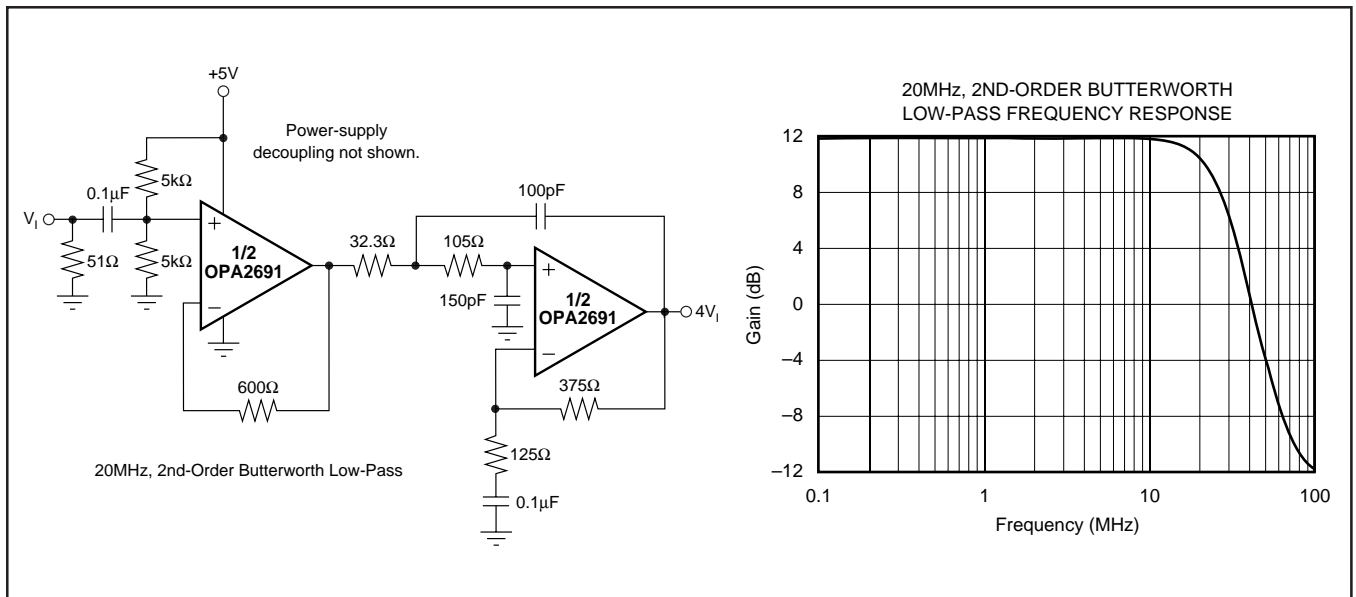 +5V
Power-supply
decoupling not shown.
5kΩ
0.1µF
VI
51Ω
5kΩ
+
1/2
OPA2691
−
600Ω
32.3Ω
105Ω
100pF
150pF
+
1/2
OPA2691
−
4VI
375Ω
125Ω
0.1µF
20MHz, 2nd-Order Butterworth Low-Pass
20MHz, 2ND-ORDER BUTTERWORTH
LOW-PASS FREQUENCY RESPONSE
12
8
4
0
−4
−8
−12
Gain (dB)
0.1
1
10
100
Frequency (MHz)